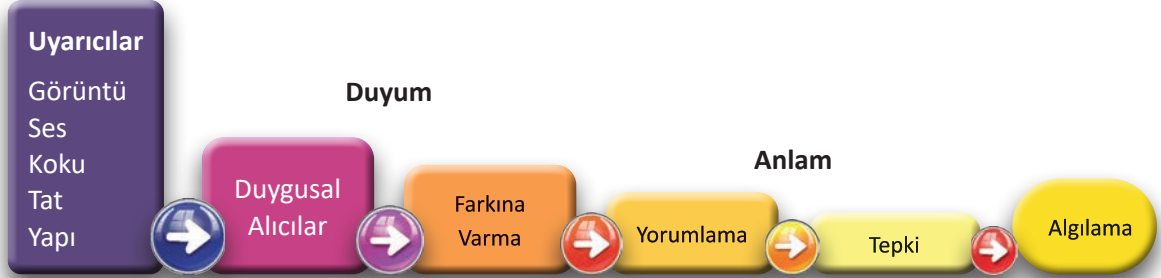 Uyarıcılar
Görüntü
Ses
Koku
Tat
Yapı
Duyum
Duygusal
Alıcılar
Farkına
Varma
Anlam
Yorumlama
Tepki
Algılama